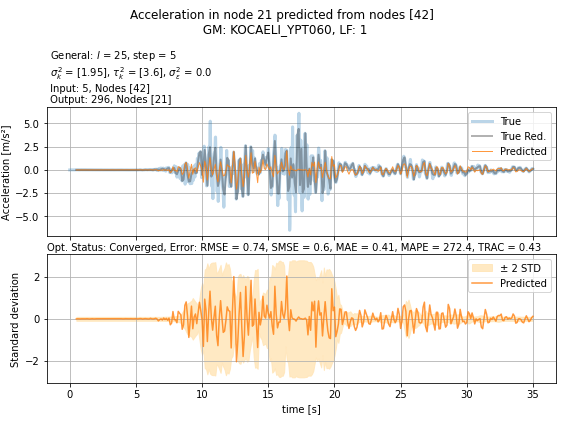 Acceleration in node 21 predicted from nodes [42]
GM: KOCAELI_YPT060, LF: 1
General: l = 25, step = 5
σ²ₖ = [1.95], τ²ₖ = [3.6], σ²ε = 0.0
Input: 5, Nodes [42]
Output: 296, Nodes [21]
Acceleration [m/s²]
5.0
2.5
0.0
−2.5
−5.0
True
True Red.
Predicted
Opt. Status: Converged, Error: RMSE = 0.74, SMSE = 0.6, MAE = 0.41, MAPE = 272.4, TRAC = 0.43
Standard deviation
2
0
−2
± 2 STD
Predicted
0 5 10 15 20 25 30 35
time [s]